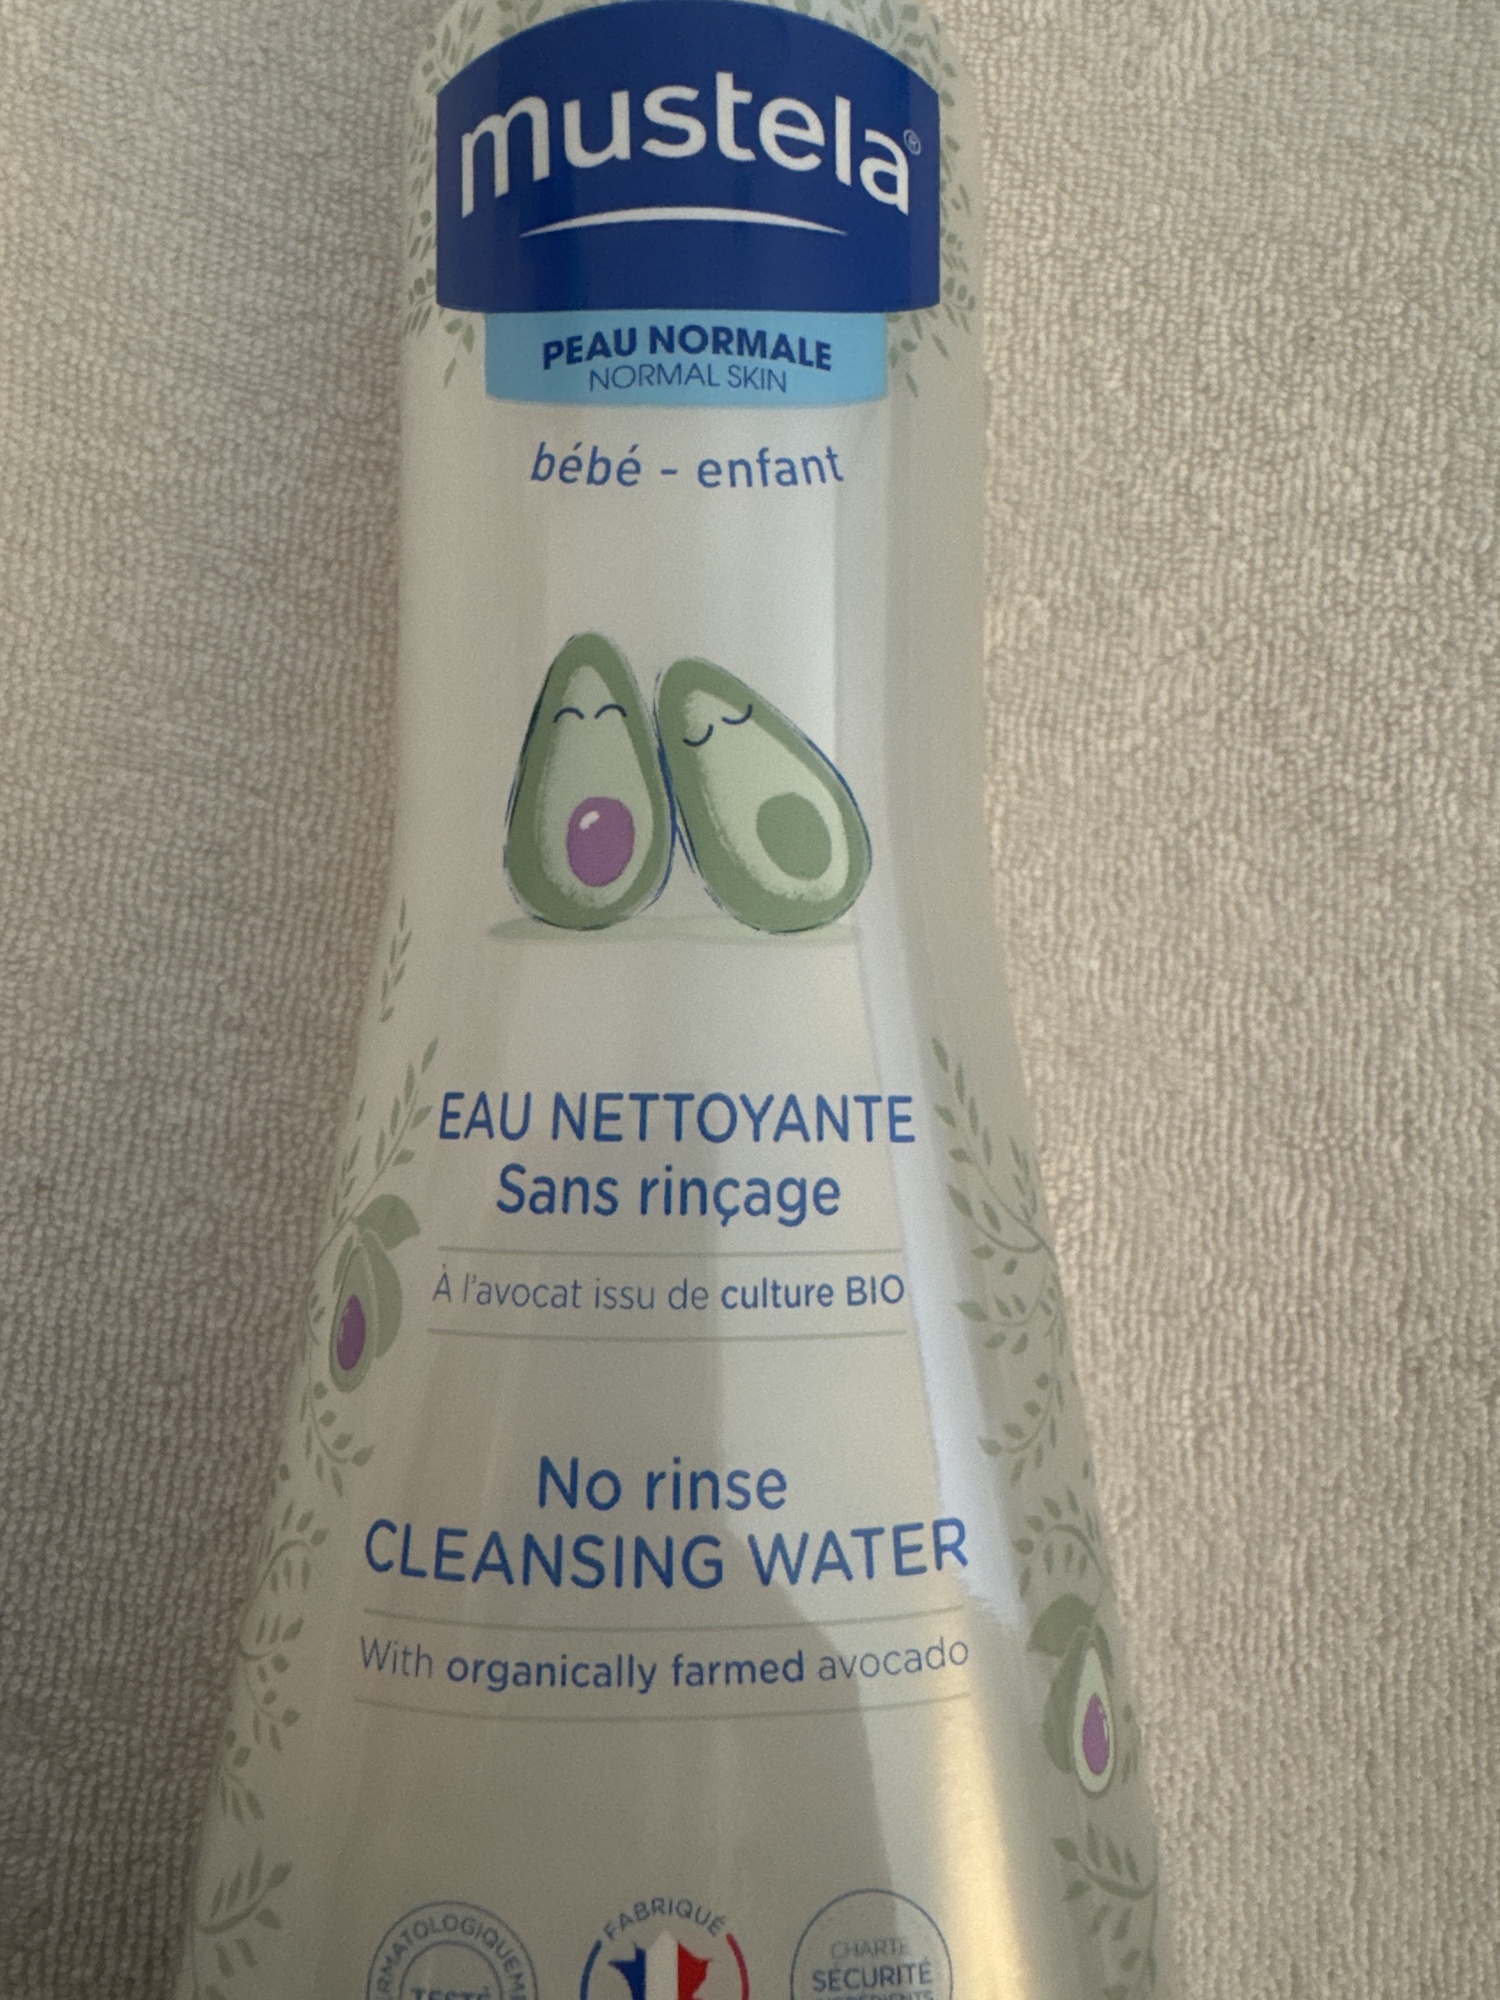 mustela®
PEAU NORMALE
NORMAL SKIN
bébé - enfant
EAU NETTOYANTE
Sans rinçage
À l'avocat issu de culture BIO
No rinse
CLEANSING WATER
With organically farmed avocado
FABRIQUÉ
CHARTE
SÉCURITÉ